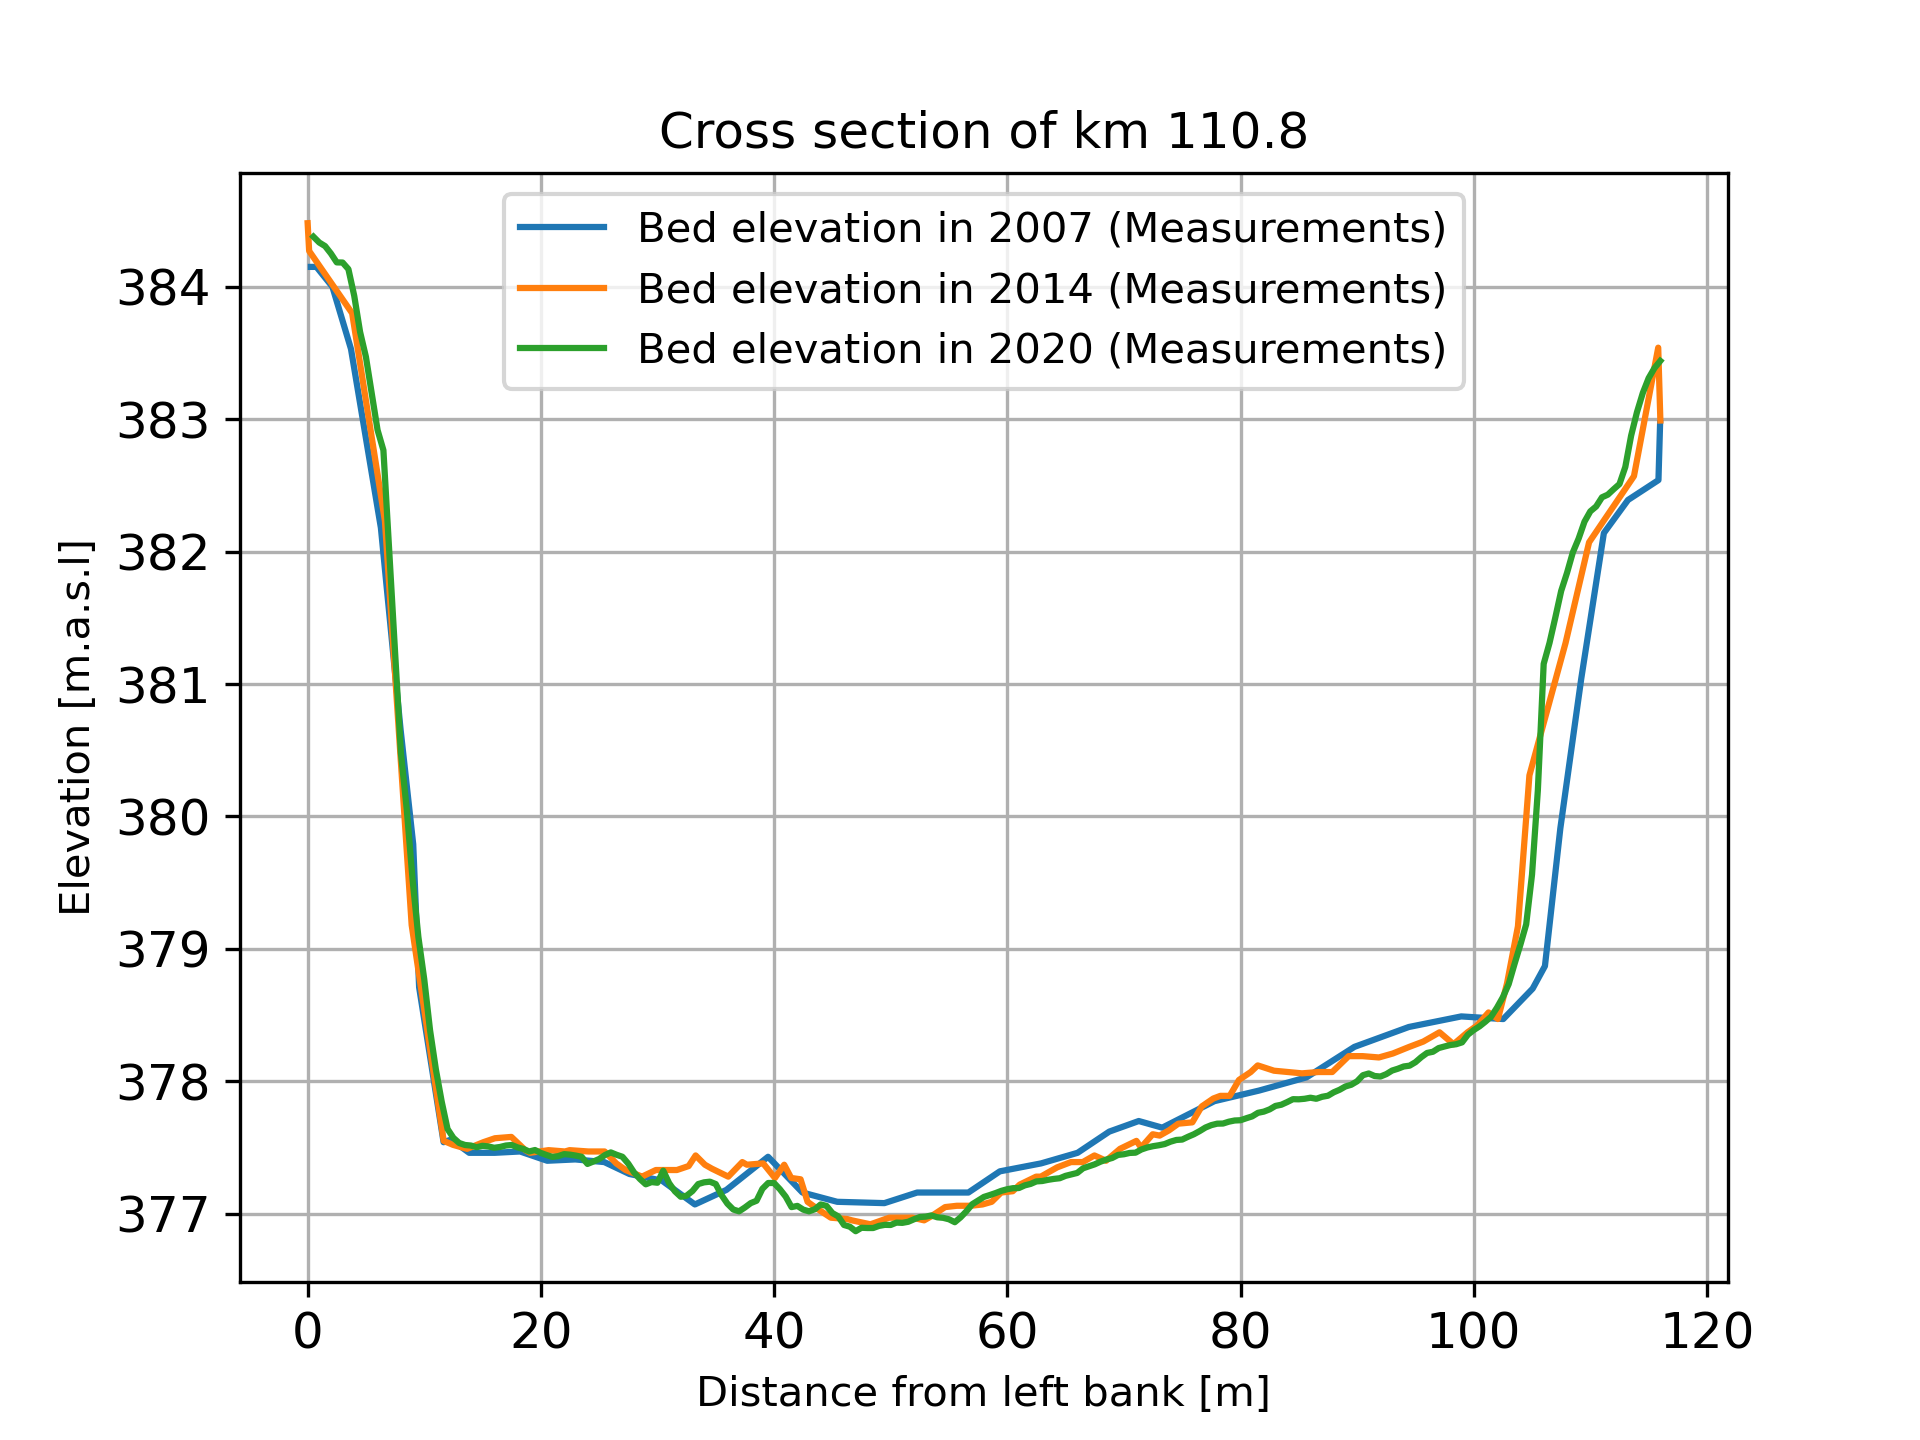 Cross section of km 110.8
Bed elevation in 2007 (Measurements)
Bed elevation in 2014 (Measurements)
Bed elevation in 2020 (Measurements)
Elevation [m.a.s.l]
384
383
382
381
380
379
378
377
0 20 40 60 80 100 120
Distance from left bank [m]